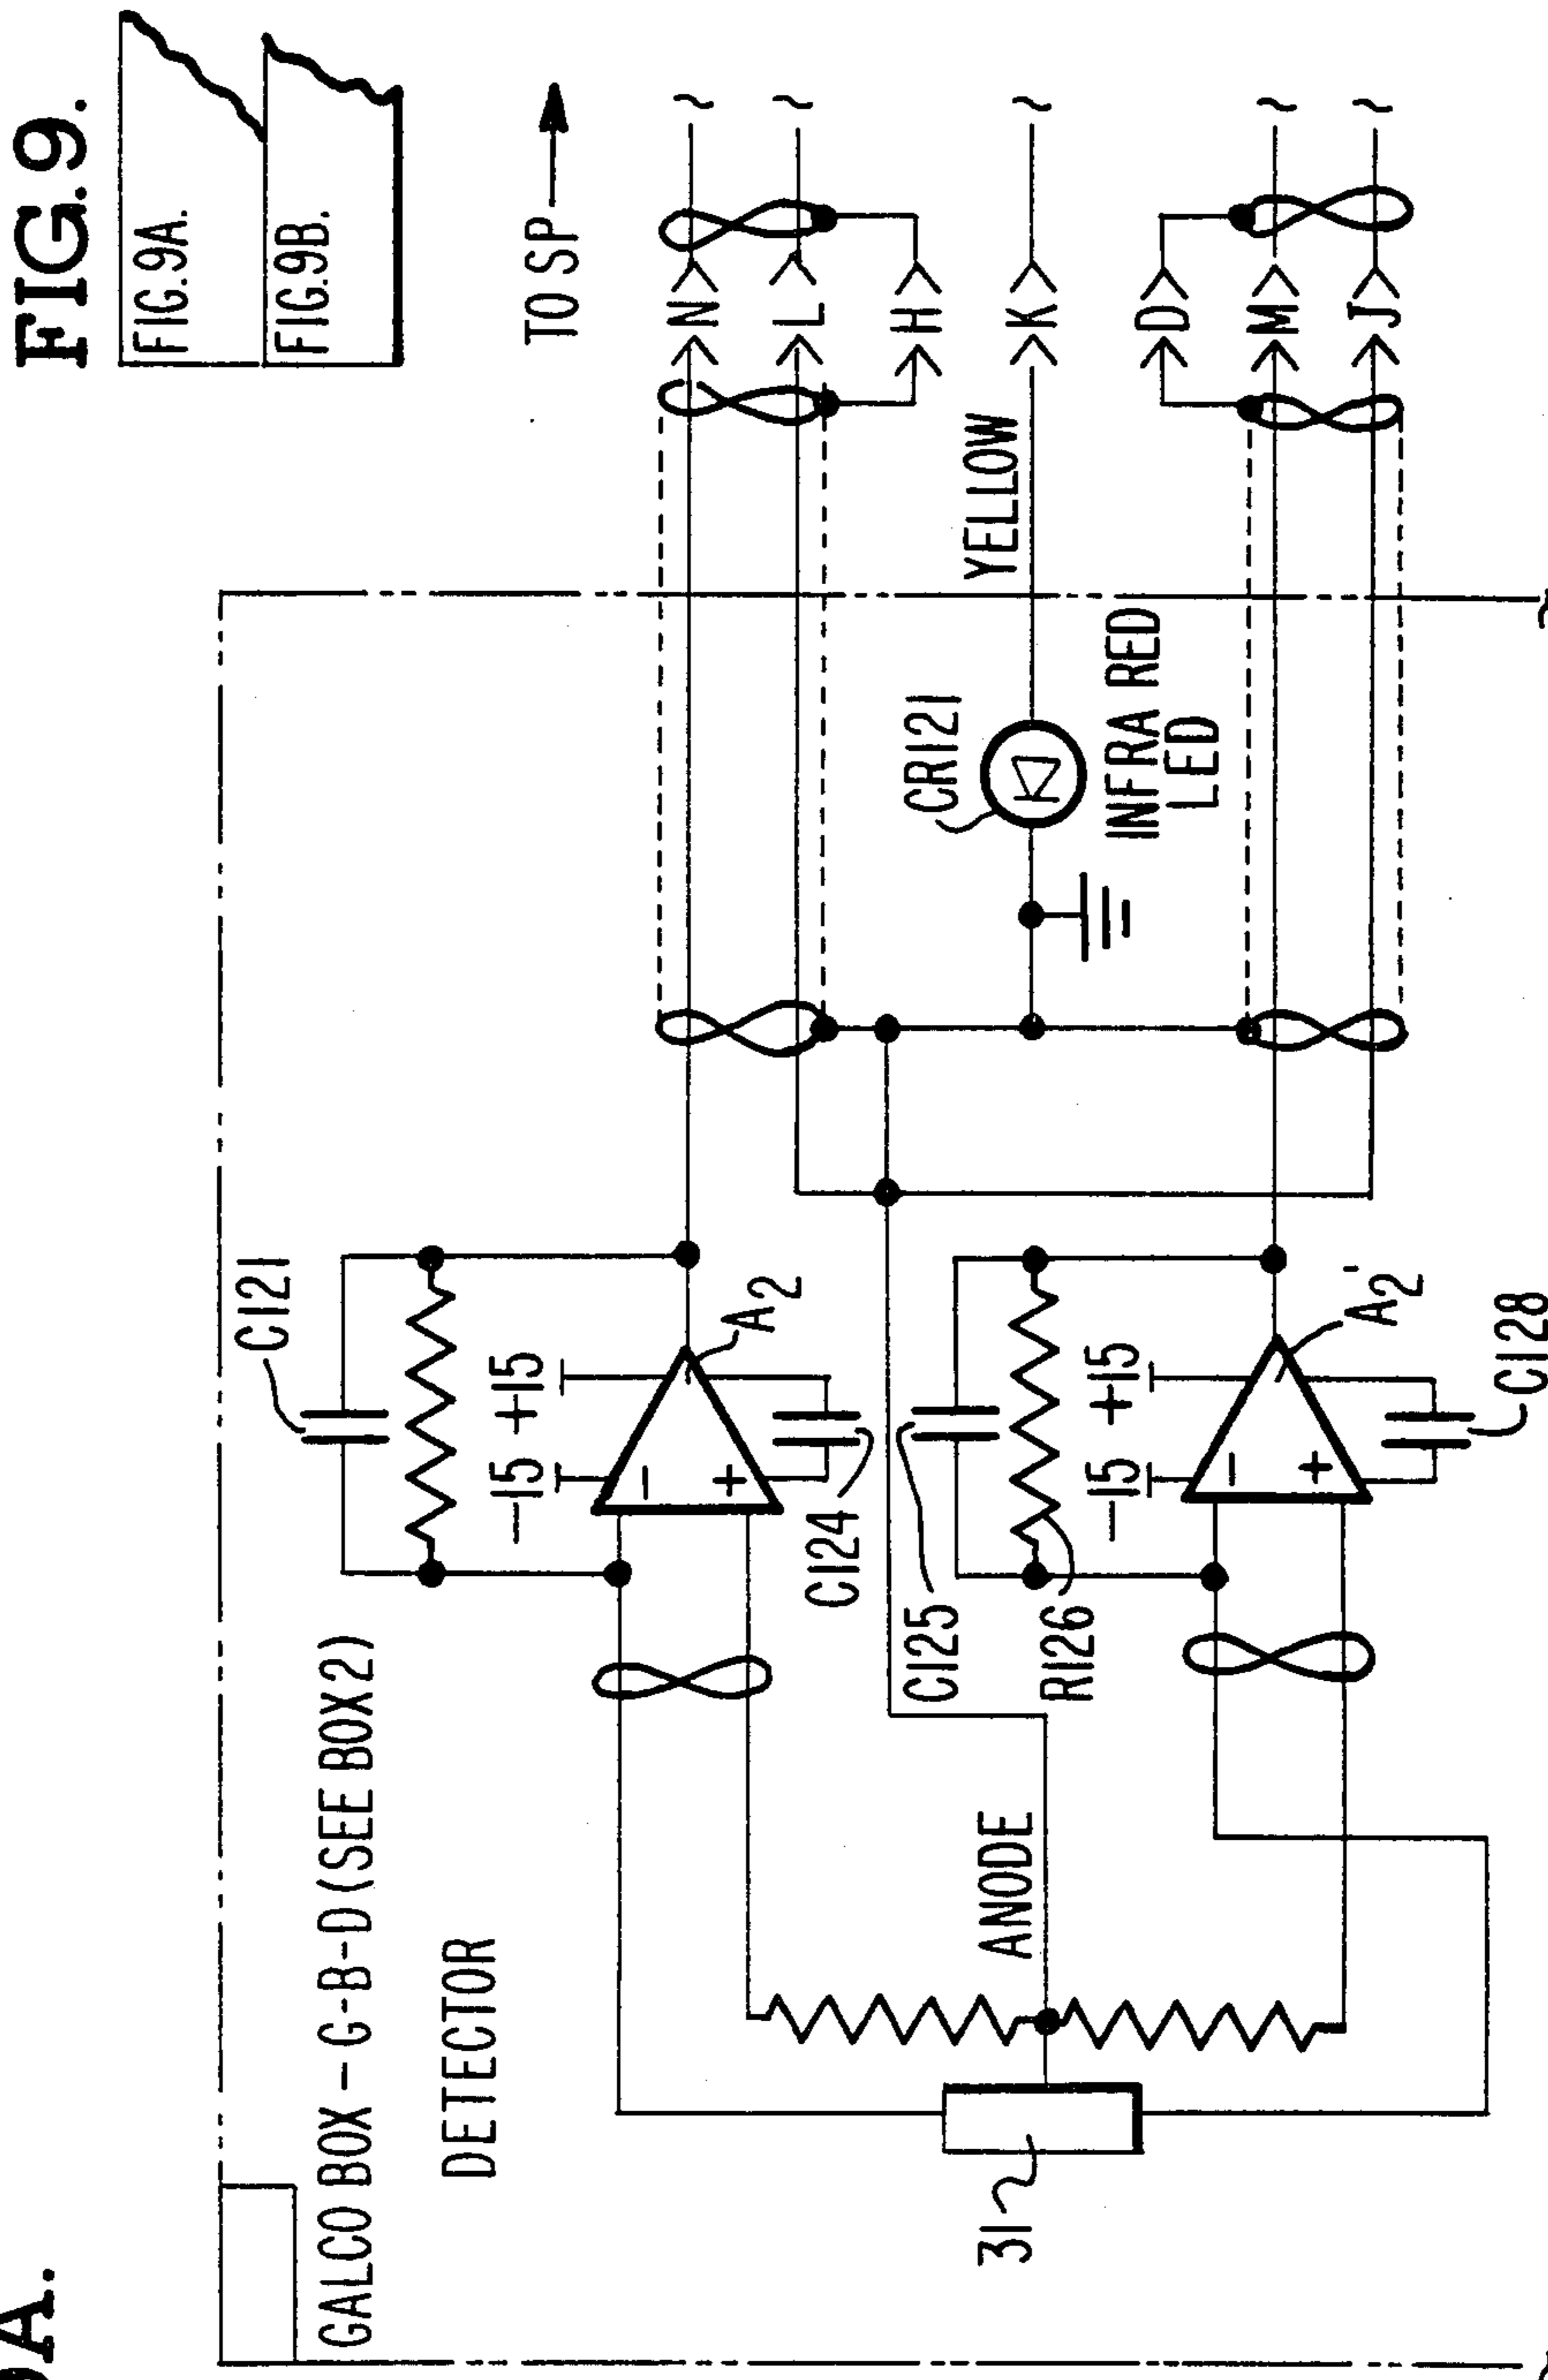 FIG.9.
FIG.9A.
FIG.9B.
TO SP
GALCO BOX – G-B-D (SEE BOX 2)
DETECTOR
C121
-15 +15
A2
C124
N
L
H
YELLOW
K
CR121
INFRA RED
LED
ANODE
31
C125
R126
-15 +15
A2'
C128
D
M
J